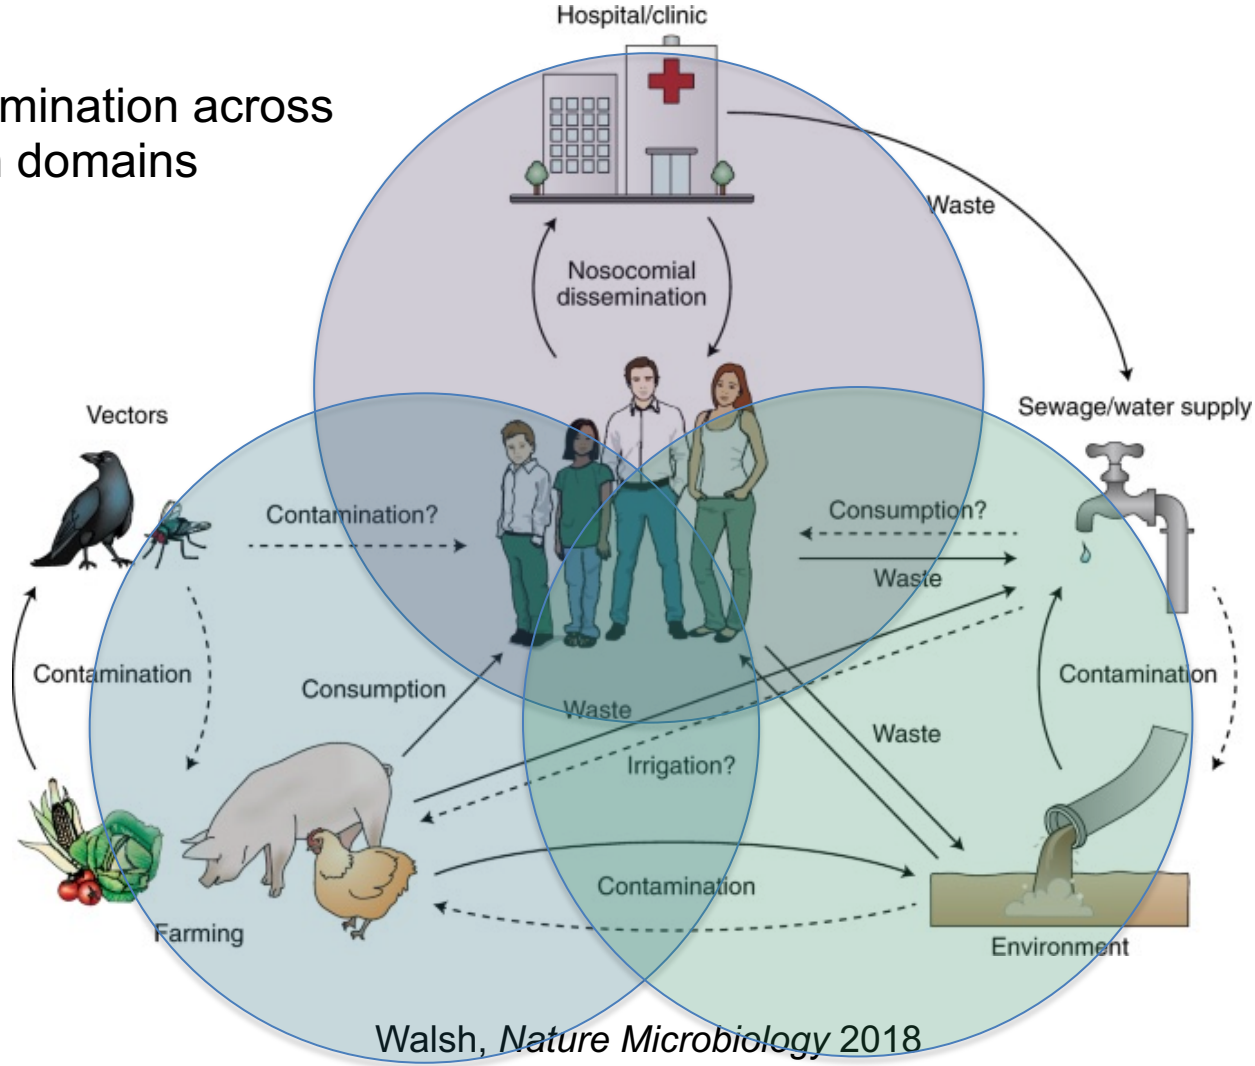 Hospital/clinic
mination across
domains
Waste
Nosocomial
dissemination
Vectors
Sewage/water supply
Contamination?
Consumption?
Waste
Contamination
Contamination
Consumption
Waste
Waste
Irrigation?
Contamination
Farming
Environment
Walsh, Nature Microbiology 2018